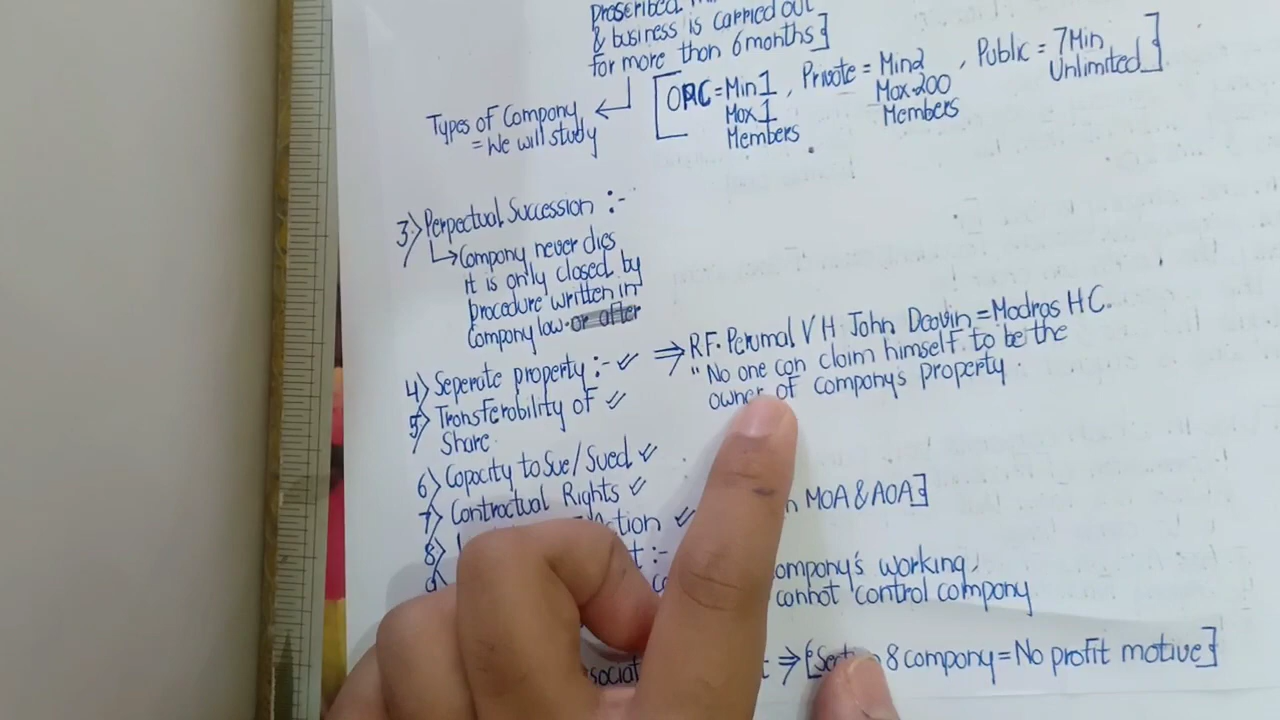 prescribed
& business is carried out
for more than 6 months]
Types of Company
= We will study
[OPC = Min 1
Max 1
Members
, Private = Min 2
Max 200
Members
, Public = 7 Min
Unlimited]
3) Perpectual Succession :-
Company never dies
it is only closed by
procedure written in
Company law or after
4) Seperate property :- ✓ ⇒ R.F. Perumal V H John Deavin = Madras H.C.
"No one can claim himself to be the
owner of company's property
5) Transferability of ✓
Share
6) Capacity to Sue/Sued ✓
7) Contractual Rights ✓
MOA & AOA]
8)
:-
9)
company's working,
cannot control company
⇒ [Section 8 company = No profit motive]